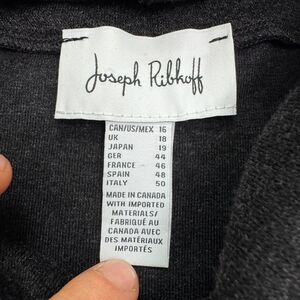 Joseph Ribkoff
CAN/US/MEX 16
UK 18
JAPAN 19
GER 44
FRANCE 46
SPAIN 48
ITALY 50
MADE IN CANADA
WITH IMPORTED
MATERIALS/
FABRIQUÉ AU
CANADA AVEC
DES MATÉRIAUX
IMPORTÉS